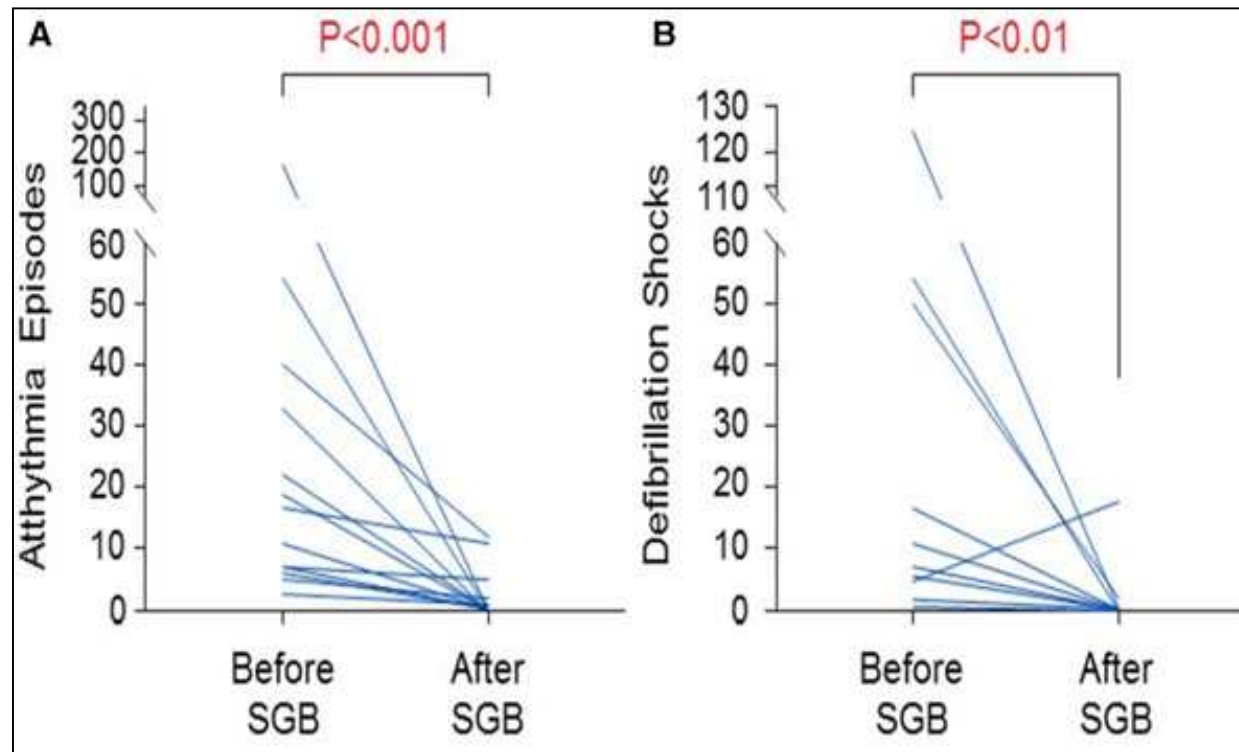 A
P<0.001
Atthythmia Episodes
300
200
100
60
50
40
30
20
10
0
Before
SGB
After
SGB
B
P<0.01
Defibrillation Shocks
130
120
110
60
50
40
30
20
10
0
Before
SGB
After
SGB